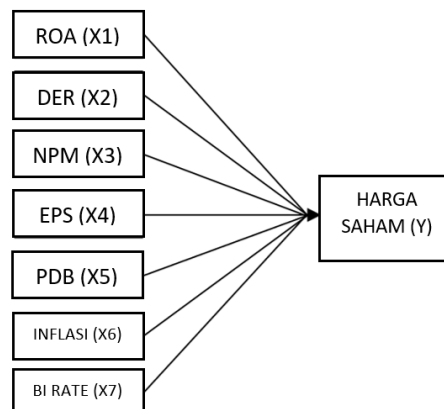 ROA (X1)
DER (X2)
NPM (X3)
EPS (X4)
PDB (X5)
INFLASI (X6)
BI RATE (X7)
HARGA
SAHAM (Y)